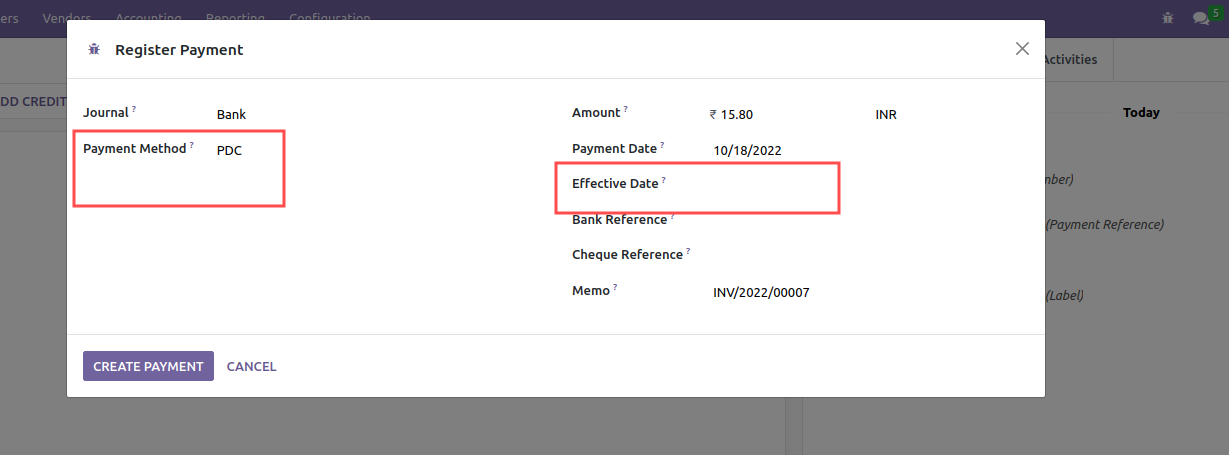 ers Vendors Accounting Reporting Configuration 5
Register Payment
Activities
DD CREDIT
Journal ? Bank
Amount ? ₹ 15.80 INR
Today
Payment Method ? PDC
Payment Date ? 10/18/2022
Effective Date ?
nber)
Bank Reference ?
(Payment Reference)
Cheque Reference ?
Memo ? INV/2022/00007
(Label)
CREATE PAYMENT CANCEL